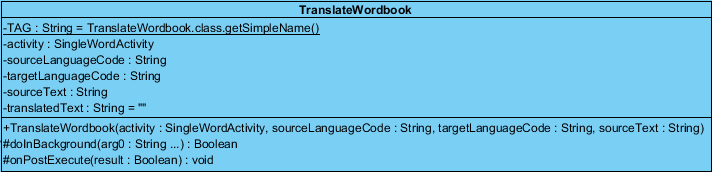 TranslateWordbook
-TAG : String = TranslateWordbook.class.getSimpleName()
-activity : SingleWordActivity
-sourceLanguageCode : String
-targetLanguageCode : String
-sourceText : String
-translatedText : String = ""
+TranslateWordbook(activity : SingleWordActivity, sourceLanguageCode : String, targetLanguageCode : String, sourceText : String)
#doInBackground(arg0 : String ...) : Boolean
#onPostExecute(result : Boolean) : void